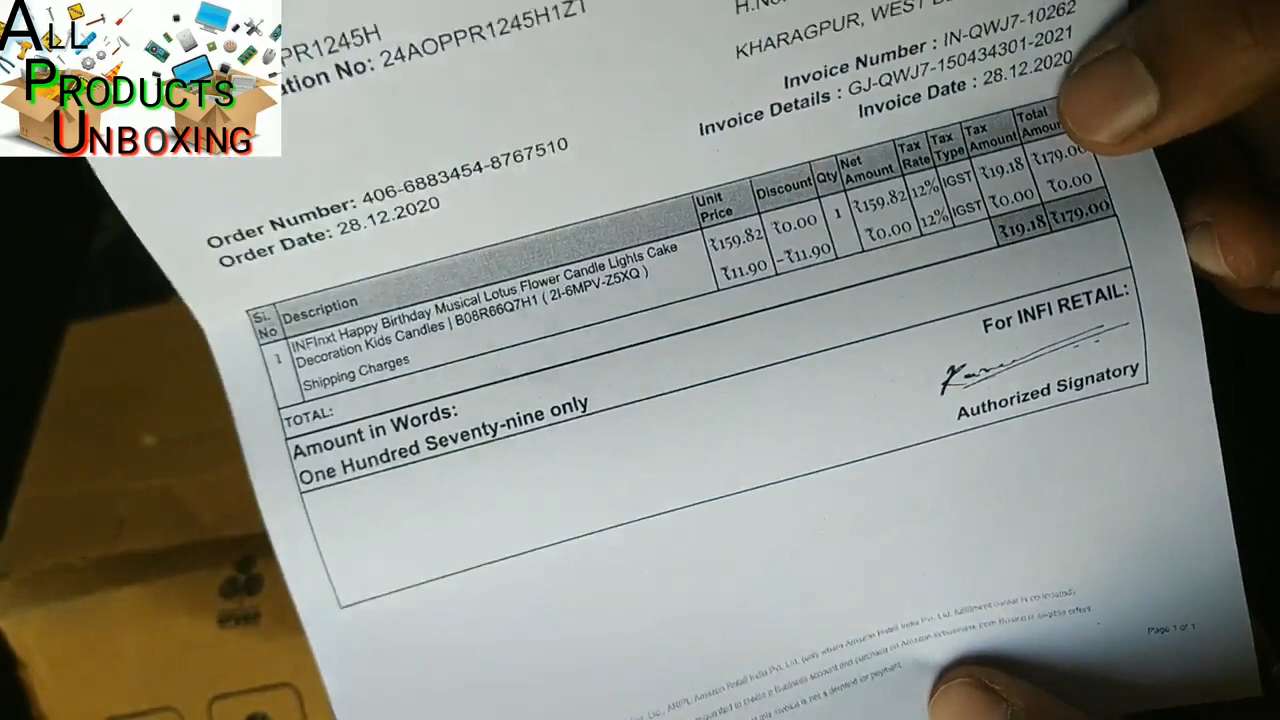 ALL
PRODUCTS
UNBOXING
PR1245H
ation No: 24AOPPR1245H1Z1
KHARAGPUR, WEST
Invoice Number : IN-QWJ7-10262
Invoice Details : GJ-QWJ7-150434301-2021
Invoice Date : 28.12.2020
Order Number: 406-6883454-8767510
Order Date: 28.12.2020
Sl. No Description Unit Price Discount Qty Net Amount Tax Rate Tax Type Tax Amount Total
1 INFInxt Happy Birthday Musical Lotus Flower Candle Lights Cake ₹159.82 ₹0.00 1 ₹159.82 12% IGST ₹19.18 ₹179.00
Decoration Kids Candles | B08R66Q7H1 ( 2I-6MPV-Z5XQ )
Shipping Charges ₹11.90 -₹11.90 ₹0.00 12% IGST ₹0.00 ₹0.00
TOTAL: ₹19.18 ₹179.00
Amount in Words:
One Hundred Seventy-nine only
For INFI RETAIL:
Authorized Signatory
Page 1 of 1